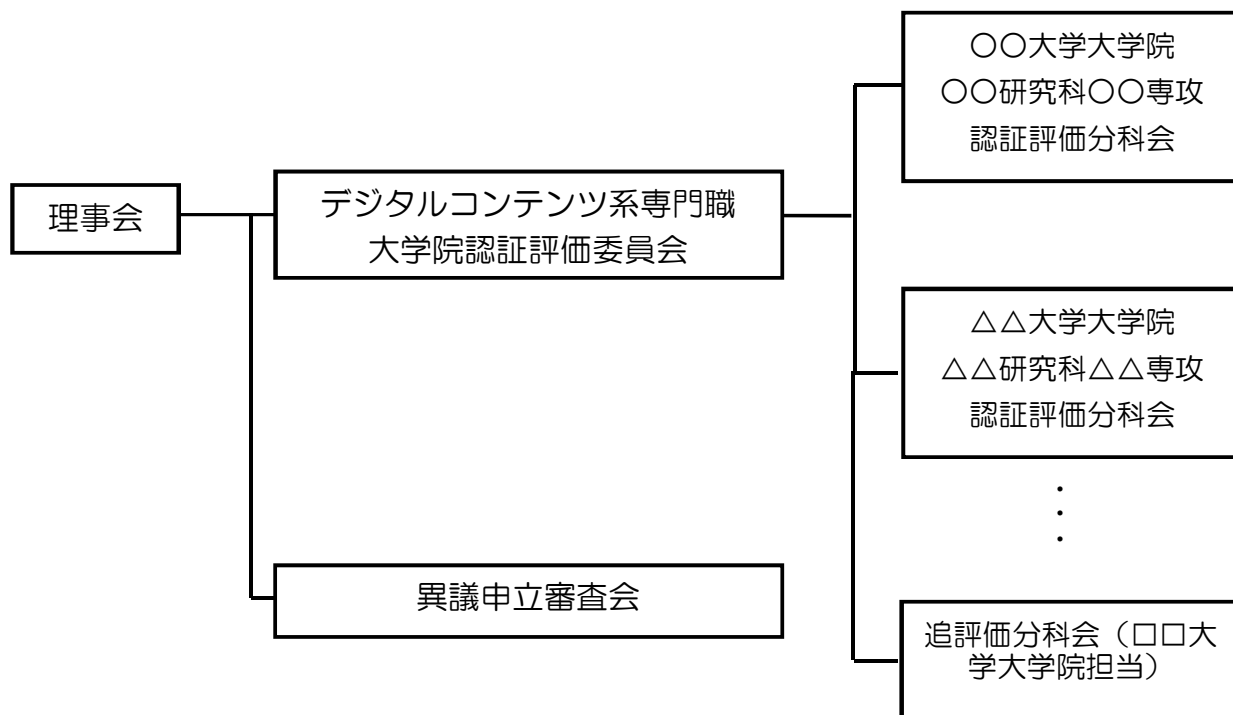 理事会
デジタルコンテンツ系専門職
大学院認証評価委員会
異議申立審査会
〇〇大学大学院
〇〇研究科〇〇専攻
認証評価分科会
△△大学大学院
△△研究科△△専攻
認証評価分科会
・
・
・
追評価分科会（□□大
学大学院担当）